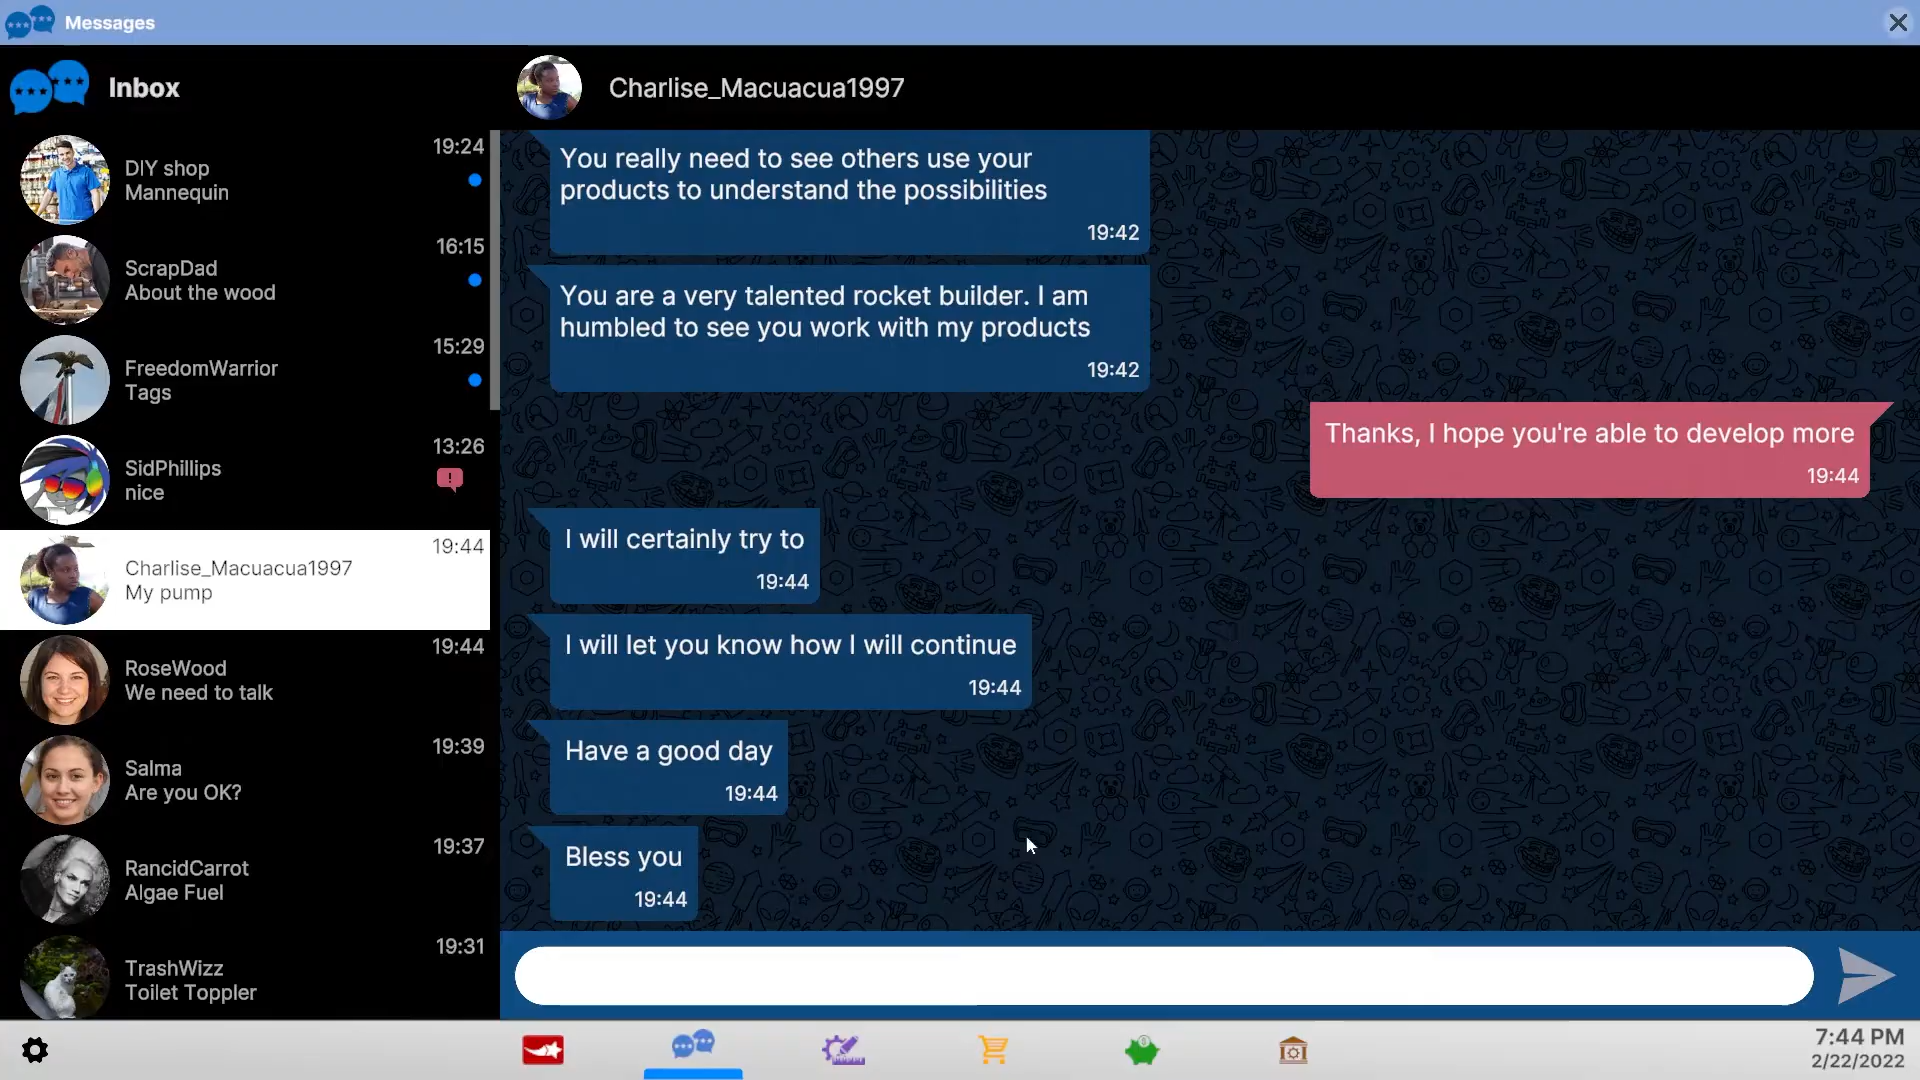 Messages
Inbox
DIY shop
Mannequin
19:24
ScrapDad
About the wood
16:15
FreedomWarrior
Tags
15:29
SidPhillips
nice
13:26
!
Charlise_Macuacua1997
My pump
19:44
RoseWood
We need to talk
19:44
Salma
Are you OK?
19:39
RancidCarrot
Algae Fuel
19:37
TrashWizz
Toilet Toppler
19:31
Charlise_Macuacua1997
You really need to see others use your
products to understand the possibilities
19:42
You are a very talented rocket builder. I am
humbled to see you work with my products
19:42
Thanks, I hope you're able to develop more
19:44
I will certainly try to
19:44
I will let you know how I will continue
19:44
Have a good day
19:44
Bless you
19:44
7:44 PM
2/22/2022